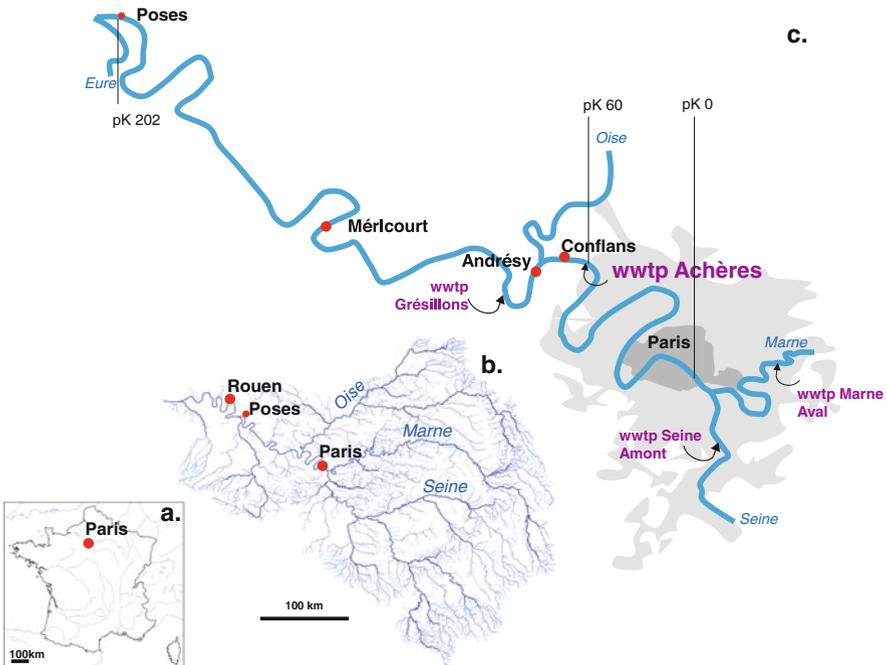 Poses
c.
Eure
pK 202
pK 60
pK 0
Oise
Méricourt
Conflans
Andrésy
wwtp Achères
wwtp
Grésillons
Paris
Marne
wwtp Marne
Aval
wwtp Seine
Amont
Seine
b.
Rouen
Poses
Oise
Marne
Paris
Seine
100 km
a.
Paris
100km